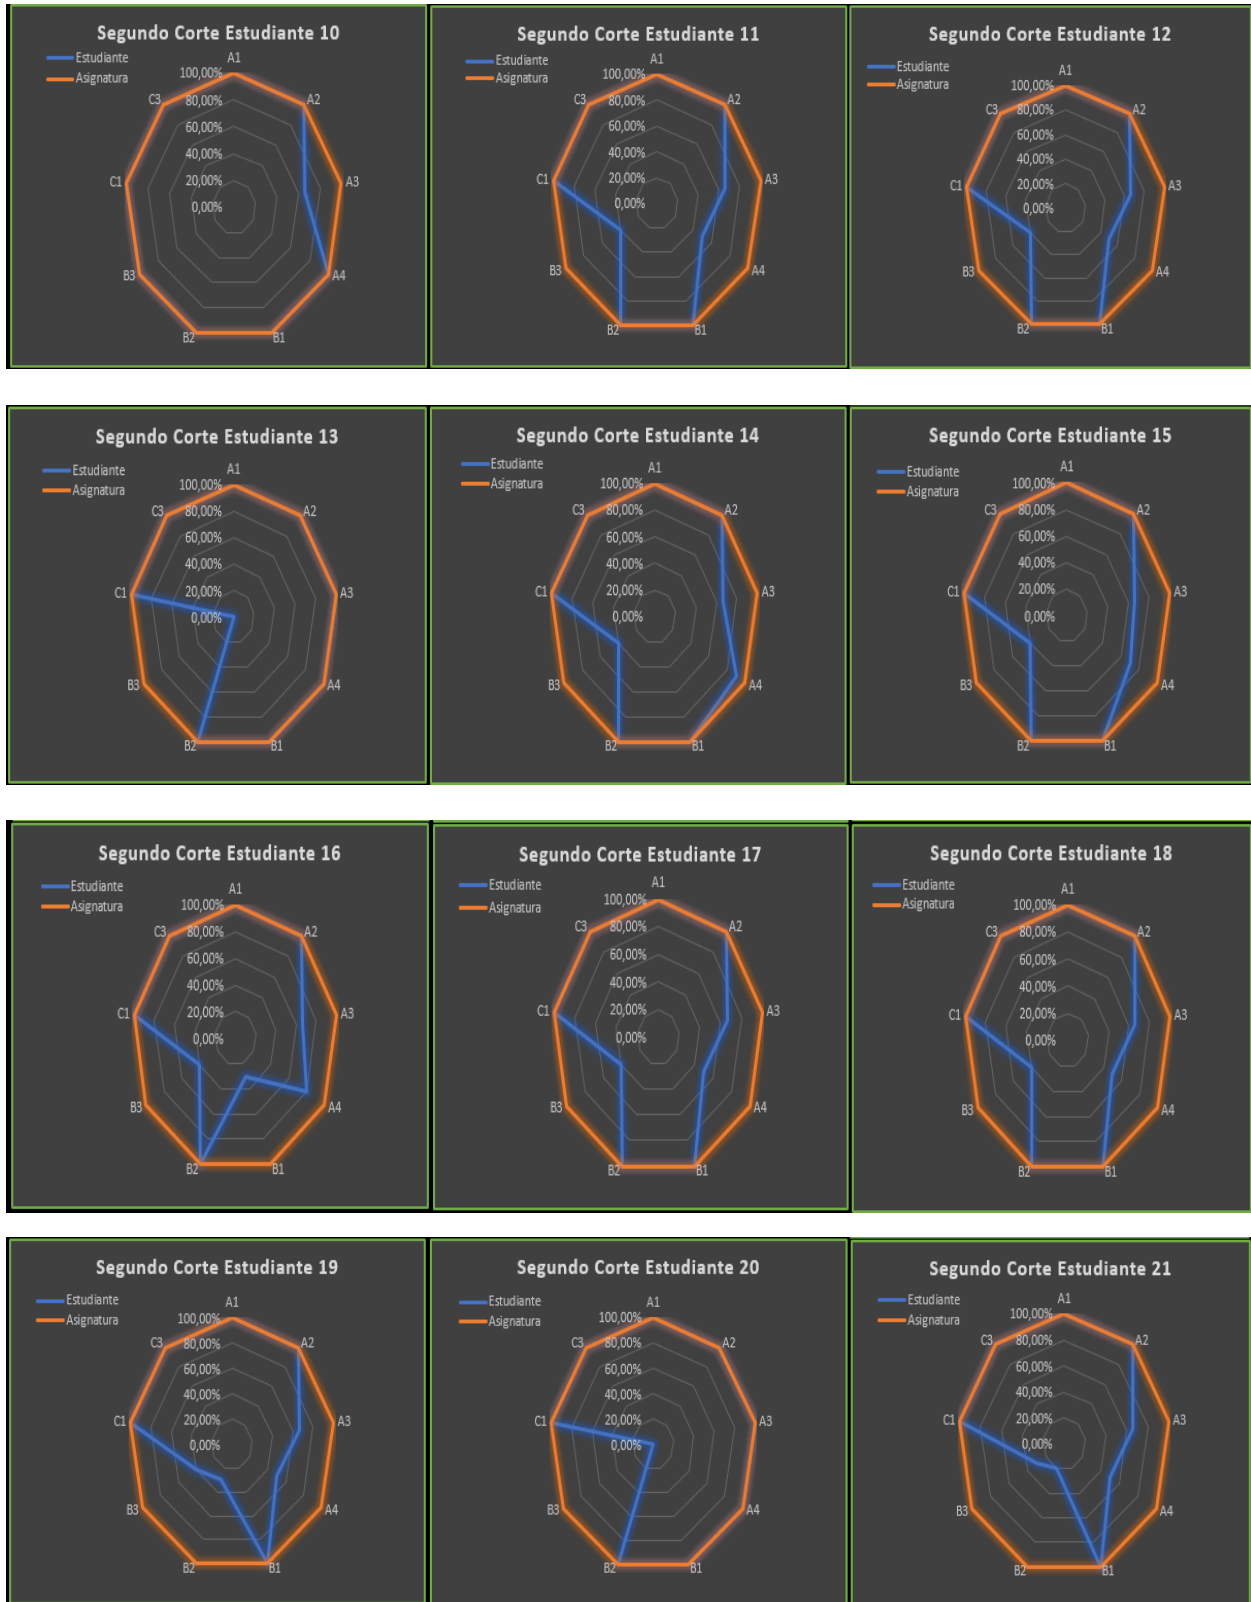 Segundo Corte Estudiante 10
Estudiante
Asignatura
A1
A2
A3
A4
B1
B2
B3
C1
C3
100,00%
80,00%
60,00%
40,00%
20,00%
0,00%
Segundo Corte Estudiante 11
Estudiante
Asignatura
A1
A2
A3
A4
B1
B2
B3
C1
C3
100,00%
80,00%
60,00%
40,00%
20,00%
0,00%
Segundo Corte Estudiante 12
Estudiante
Asignatura
A1
A2
A3
A4
B1
B2
B3
C1
C3
100,00%
80,00%
60,00%
40,00%
20,00%
0,00%
Segundo Corte Estudiante 13
Estudiante
Asignatura
A1
A2
A3
A4
B1
B2
B3
C1
C3
100,00%
80,00%
60,00%
40,00%
20,00%
0,00%
Segundo Corte Estudiante 14
Estudiante
Asignatura
A1
A2
A3
A4
B1
B2
B3
C1
C3
100,00%
80,00%
60,00%
40,00%
20,00%
0,00%
Segundo Corte Estudiante 15
Estudiante
Asignatura
A1
A2
A3
A4
B1
B2
B3
C1
C3
100,00%
80,00%
60,00%
40,00%
20,00%
0,00%
Segundo Corte Estudiante 16
Estudiante
Asignatura
A1
A2
A3
A4
B1
B2
B3
C1
C3
100,00%
80,00%
60,00%
40,00%
20,00%
0,00%
Segundo Corte Estudiante 17
Estudiante
Asignatura
A1
A2
A3
A4
B1
B2
B3
C1
C3
100,00%
80,00%
60,00%
40,00%
20,00%
0,00%
Segundo Corte Estudiante 18
Estudiante
Asignatura
A1
A2
A3
A4
B1
B2
B3
C1
C3
100,00%
80,00%
60,00%
40,00%
20,00%
0,00%
Segundo Corte Estudiante 19
Estudiante
Asignatura
A1
A2
A3
A4
B1
B2
B3
C1
C3
100,00%
80,00%
60,00%
40,00%
20,00%
0,00%
Segundo Corte Estudiante 20
Estudiante
Asignatura
A1
A2
A3
A4
B1
B2
B3
C1
C3
100,00%
80,00%
60,00%
40,00%
20,00%
0,00%
Segundo Corte Estudiante 21
Estudiante
Asignatura
A1
A2
A3
A4
B1
B2
B3
C1
C3
100,00%
80,00%
60,00%
40,00%
20,00%
0,00%